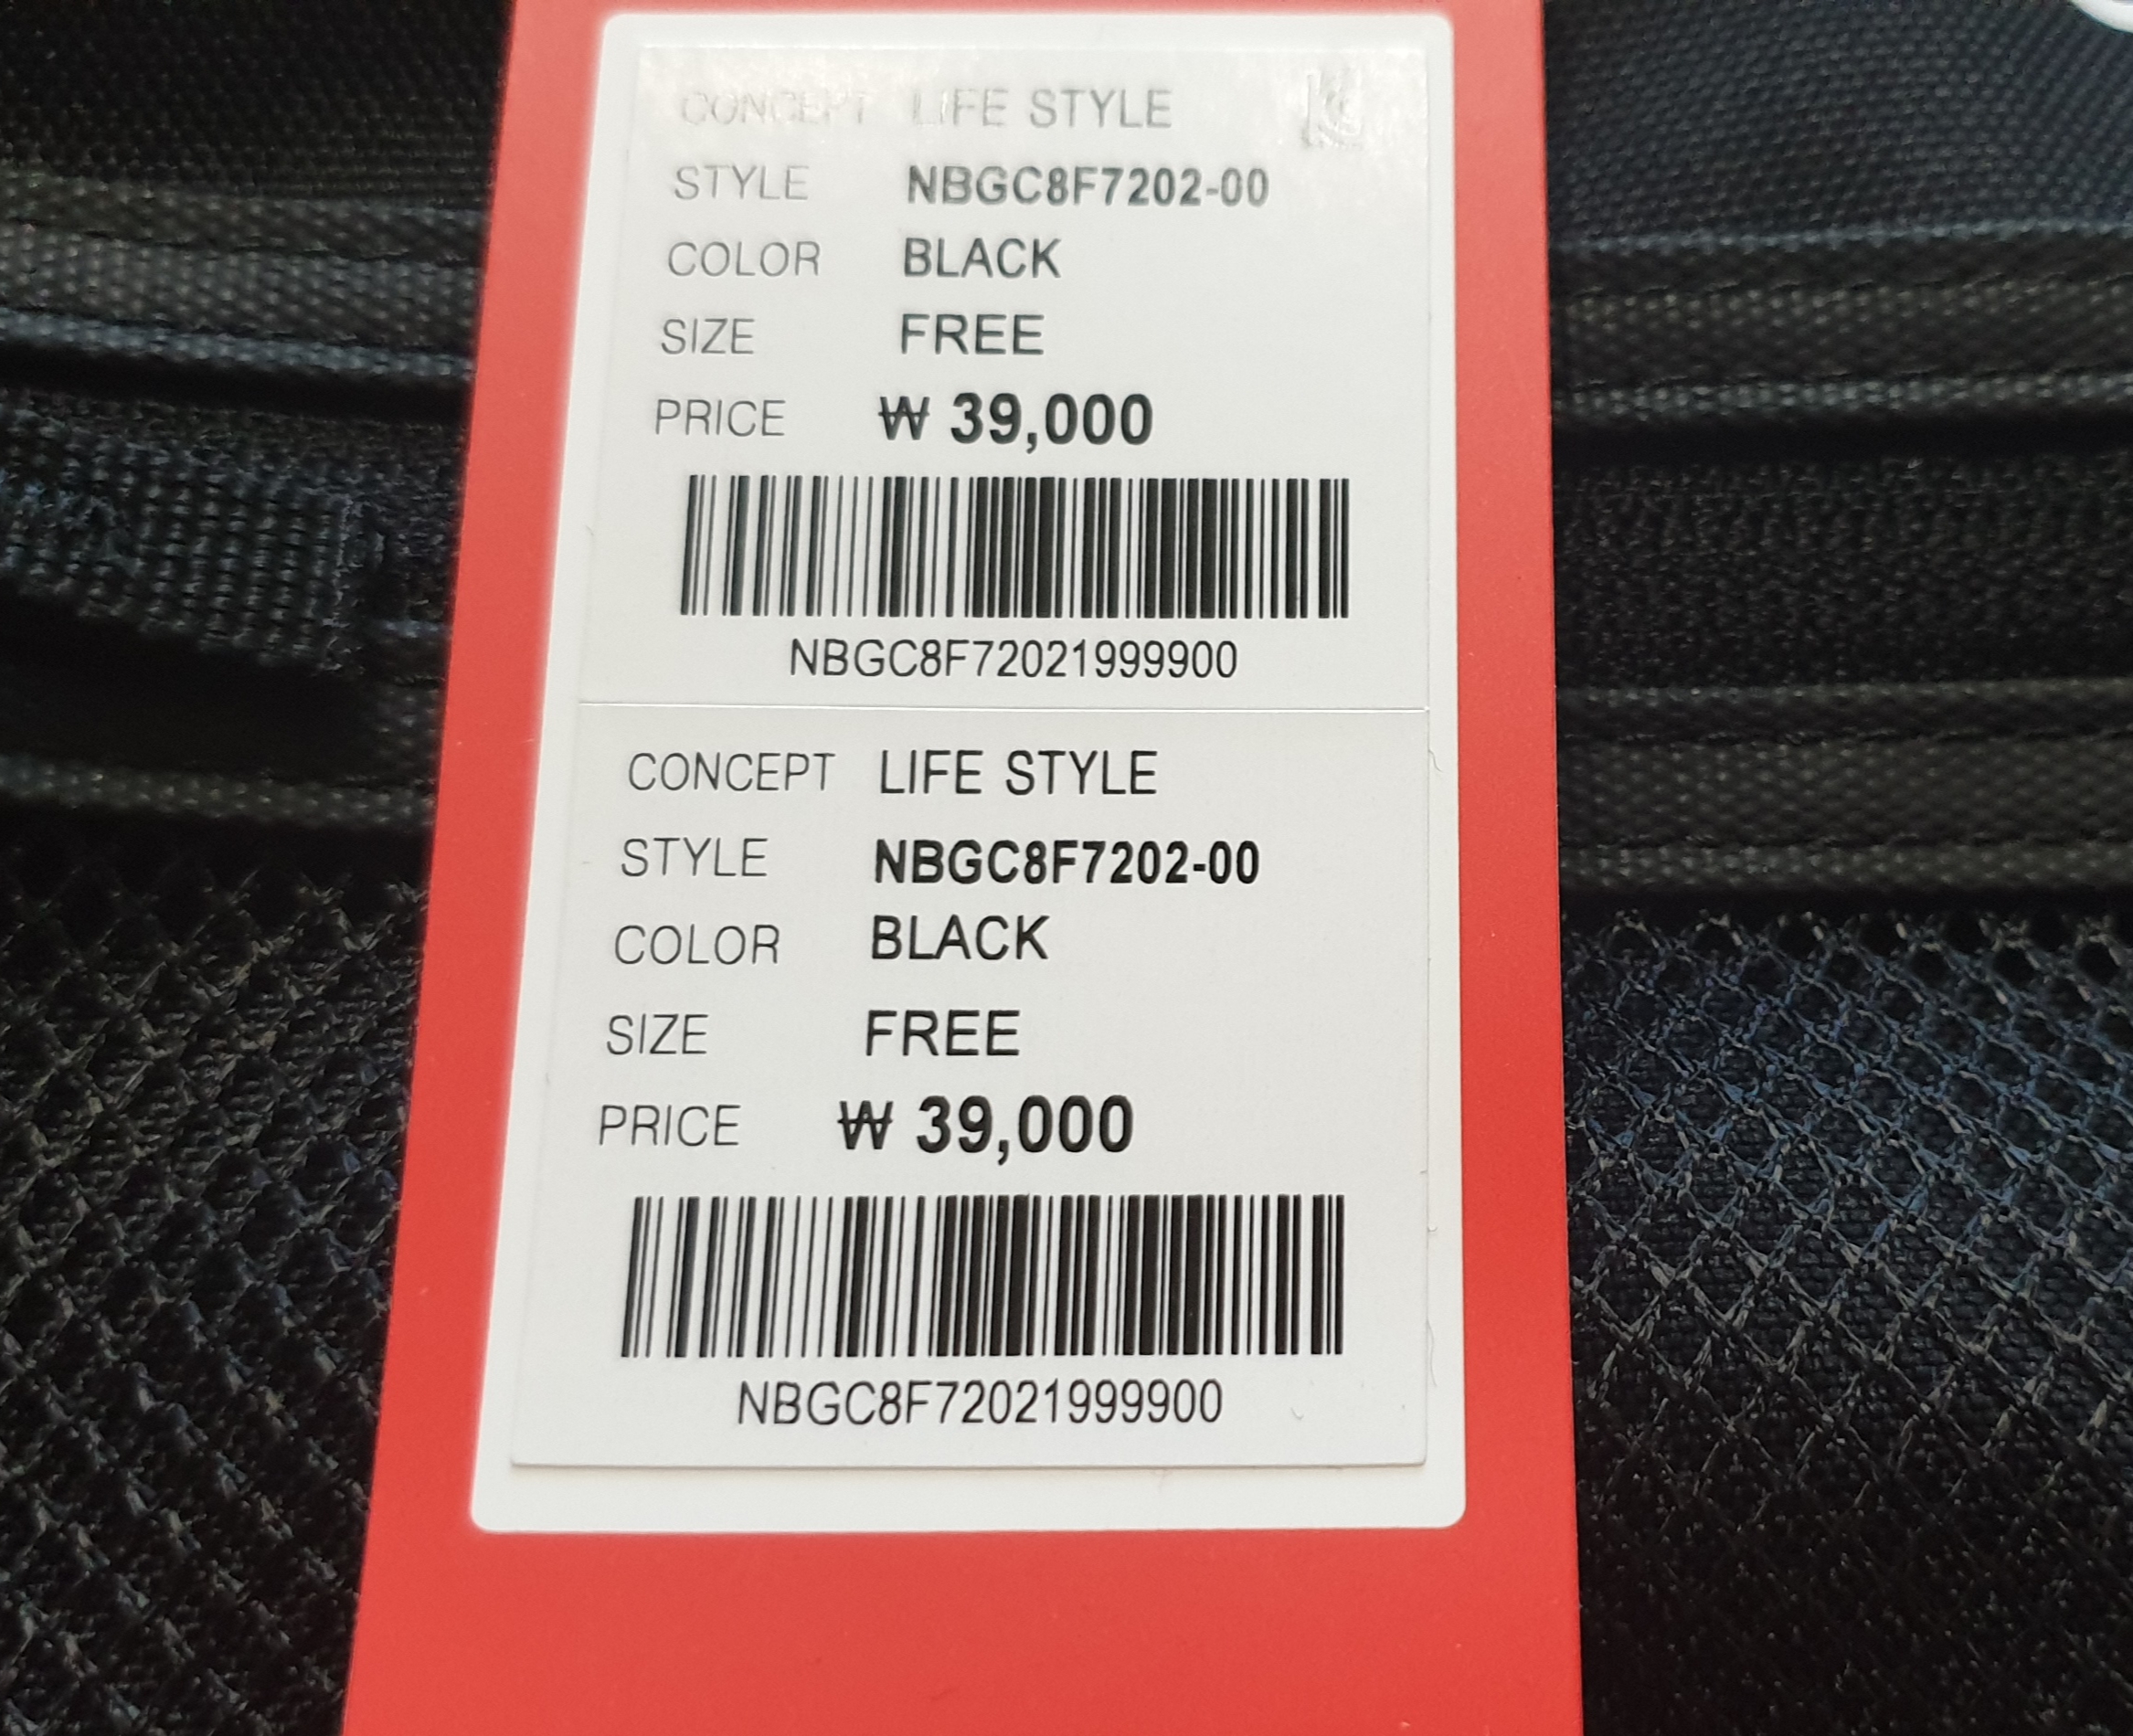 CONCEPT LIFE STYLE
STYLE NBGC8F7202-00
COLOR BLACK
SIZE FREE
PRICE ₩ 39,000
NBGC8F72021999900
CONCEPT LIFE STYLE
STYLE NBGC8F7202-00
COLOR BLACK
SIZE FREE
PRICE ₩ 39,000
NBGC8F72021999900